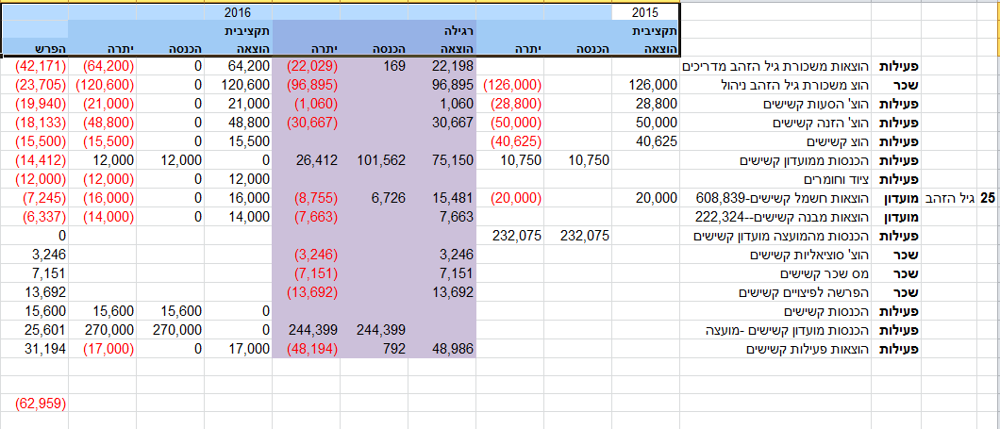 2015 2016
תקציבית רגילה תקציבית
הוצאה הכנסה יתרה הוצאה הכנסה יתרה הוצאה הכנסה יתרה הפרש
פעילות הוצאות משכורת גיל הזהב מדריכים 22,198 169 (22,029) 64,200 0 (64,200) (42,171)
שכר הוצ משכורת גיל הזהב ניהול 126,000 (126,000) 96,895 (96,895) 120,600 0 (120,600) (23,705)
פעילות הוצ' הסעות קשישים 28,800 (28,800) 1,060 (1,060) 21,000 0 (21,000) (19,940)
פעילות הוצ' הזנה קשישים 50,000 (50,000) 30,667 (30,667) 48,800 0 (48,800) (18,133)
פעילות הוצ קשישים 40,625 (40,625) 15,500 0 (15,500) (15,500)
פעילות הכנסות ממועדון קשישים 10,750 10,750 75,150 101,562 26,412 0 12,000 12,000 (14,412)
פעילות ציוד וחומרים 12,000 0 (12,000) (12,000)
25 גיל הזהב מועדון הוצאות חשמל קשישים-608,839 20,000 (20,000) 15,481 6,726 (8,755) 16,000 0 (16,000) (7,245)
מועדון הוצאות מבנה קשישים--222,324 7,663 (7,663) 14,000 0 (14,000) (6,337)
פעילות הכנסות מהמועצה מועדון קשישים 232,075 232,075 0
שכר הוצ' סוציאליות קשישים 3,246 (3,246) 3,246
שכר מס שכר קשישים 7,151 (7,151) 7,151
שכר הפרשה לפיצויים קשישים 13,692 (13,692) 13,692
פעילות הכנסות קשישים 0 15,600 15,600 15,600
פעילות הכנסות מועדון קשישים -מועצה 244,399 244,399 0 270,000 270,000 25,601
פעילות הוצאות פעילות קשישים 48,986 792 (48,194) 17,000 0 (17,000) 31,194
(62,959)